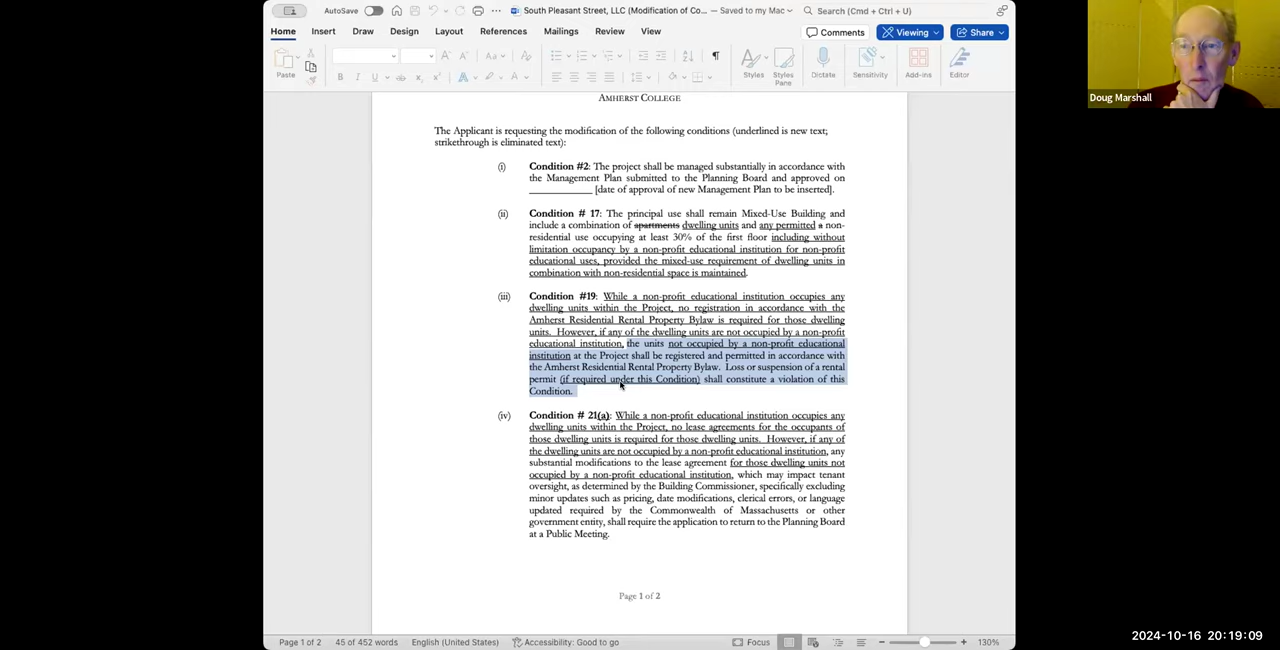 AutoSave
South Pleasant Street, LLC (Modification of Co... — Saved to my Mac
Search (Cmd + Ctrl + U)
Home Insert Draw Design Layout References Mailings Review View
Comments Viewing Share
Paste
Styles Styles Pane Dictate Sensitivity Add-ins Editor
Doug Marshall
AMHERST COLLEGE
The Applicant is requesting the modification of the following conditions (underlined is new text;
strikethrough is eliminated text):
(i) Condition #2: The project shall be managed substantially in accordance with
the Management Plan submitted to the Planning Board and approved on
_____________ [date of approval of new Management Plan to be inserted].
(ii) Condition # 17: The principal use shall remain Mixed-Use Building and
include a combination of apartments dwelling units and any permitted a non-
residential use occupying at least 30% of the first floor including without
limitation occupancy by a non-profit educational institution for non-profit
educational uses, provided the mixed-use requirement of dwelling units in
combination with non-residential space is maintained.
(iii) Condition #19: While a non-profit educational institution occupies any
dwelling units within the Project, no registration in accordance with the
Amherst Residential Rental Property Bylaw is required for those dwelling
units. However, if any of the dwelling units are not occupied by a non-profit
educational institution, the units not occupied by a non-profit educational
institution at the Project shall be registered and permitted in accordance with
the Amherst Residential Rental Property Bylaw. Loss or suspension of a rental
permit (if required under this Condition) shall constitute a violation of this
Condition.
(iv) Condition # 21(a): While a non-profit educational institution occupies any
dwelling units within the Project, no lease agreements for the occupants of
those dwelling units is required for those dwelling units. However, if any of
the dwelling units are not occupied by a non-profit educational institution, any
substantial modifications to the lease agreement for those dwelling units not
occupied by a non-profit educational institution, which may impact tenant
oversight, as determined by the Building Commissioner, specifically excluding
minor updates such as pricing, date modifications, clerical errors, or language
updated required by the Commonwealth of Massachusetts or other
government entity, shall require the application to return to the Planning Board
at a Public Meeting.
Page 1 of 2
Page 1 of 2 45 of 452 words English (United States) Accessibility: Good to go Focus 130%
2024-10-16 20:19:09